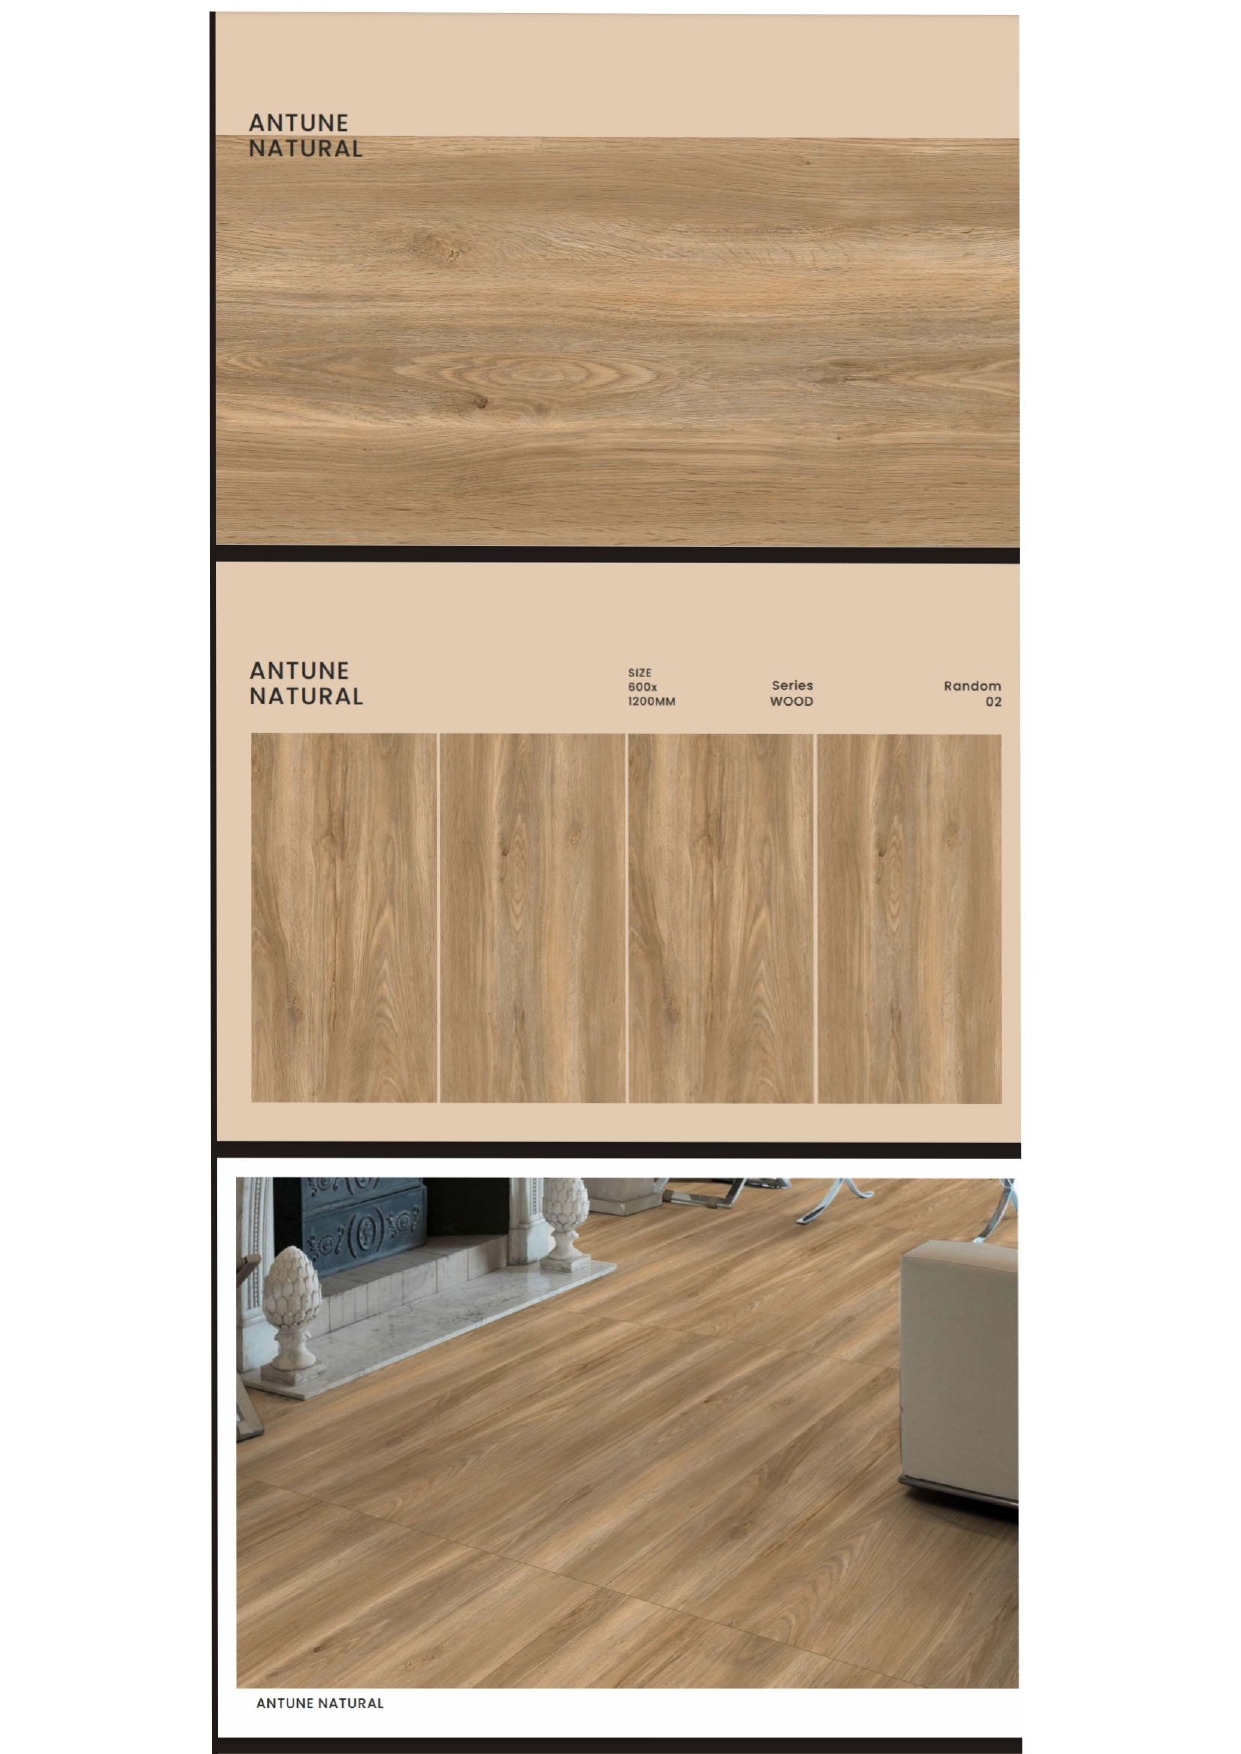 ANTUNE
NATURAL
ANTUNE
NATURAL
SIZE
600x
1200MM
Series
WOOD
Random
02
ANTUNE NATURAL